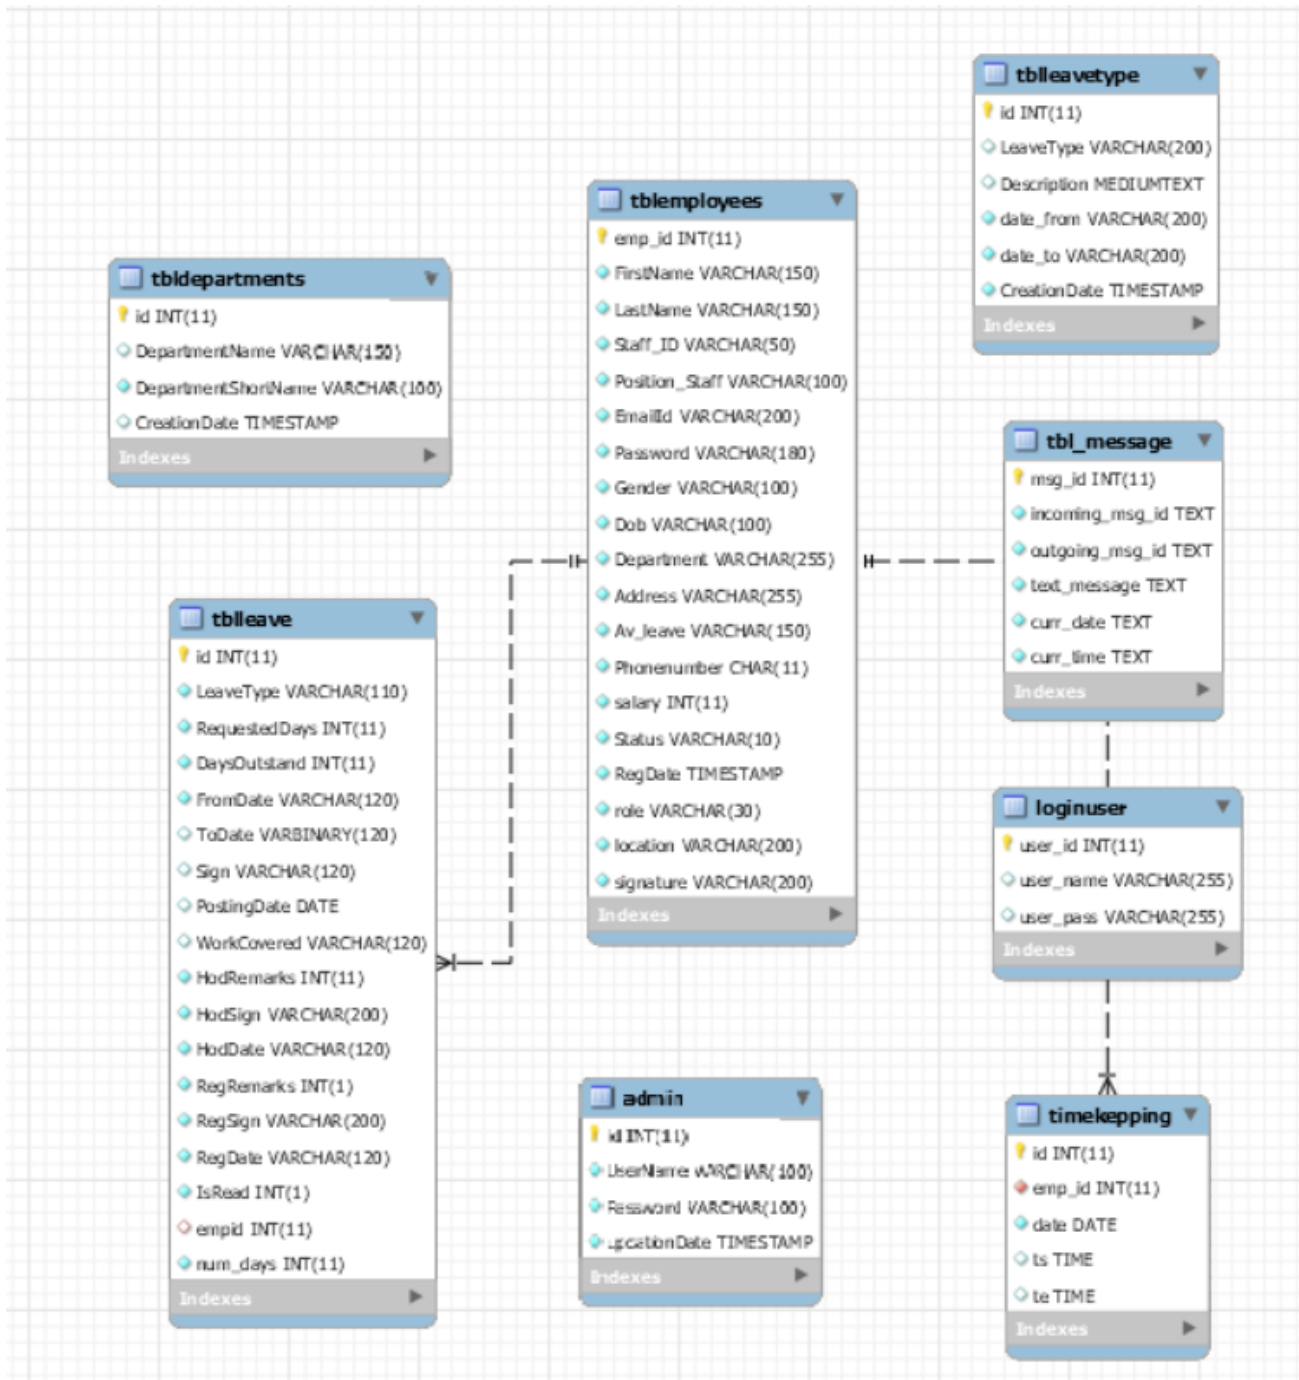 tblleavetype
id INT(11)
LeaveType VARCHAR(200)
Description MEDIUMTEXT
date_from VARCHAR(200)
date_to VARCHAR(200)
CreationDate TIMESTAMP
Indexes
tblemployees
emp_id INT(11)
FirstName VARCHAR(150)
LastName VARCHAR(150)
Staff_ID VARCHAR(50)
Position_Staff VARCHAR(100)
EmailId VARCHAR(200)
Password VARCHAR(180)
Gender VARCHAR(100)
Dob VARCHAR(100)
Department VARCHAR(255)
Address VARCHAR(255)
Av_leave VARCHAR(150)
Phonenumber CHAR(11)
salary INT(11)
Status VARCHAR(10)
RegDate TIMESTAMP
role VARCHAR(30)
location VARCHAR(200)
signature VARCHAR(200)
Indexes
tbldepartments
id INT(11)
DepartmentName VARCHAR(150)
DepartmentShortName VARCHAR(100)
CreationDate TIMESTAMP
Indexes
tbl_message
msg_id INT(11)
incoming_msg_id TEXT
outgoing_msg_id TEXT
text_message TEXT
curr_date TEXT
curr_time TEXT
Indexes
tblleave
id INT(11)
LeaveType VARCHAR(110)
RequestedDays INT(11)
DaysOutstand INT(11)
FromDate VARCHAR(120)
ToDate VARBINARY(120)
Sign VARCHAR(120)
PostingDate DATE
WorkCovered VARCHAR(120)
HodRemarks INT(11)
HodSign VARCHAR(200)
HodDate VARCHAR(120)
RegRemarks INT(1)
RegSign VARCHAR(200)
RegDate VARCHAR(120)
IsRead INT(1)
empid INT(11)
num_days INT(11)
Indexes
loginuser
user_id INT(11)
user_name VARCHAR(255)
user_pass VARCHAR(255)
Indexes
admin
id INT(11)
UserName VARCHAR(100)
Password VARCHAR(100)
updationDate TIMESTAMP
Indexes
timekepping
id INT(11)
emp_id INT(11)
date DATE
ts TIME
te TIME
Indexes